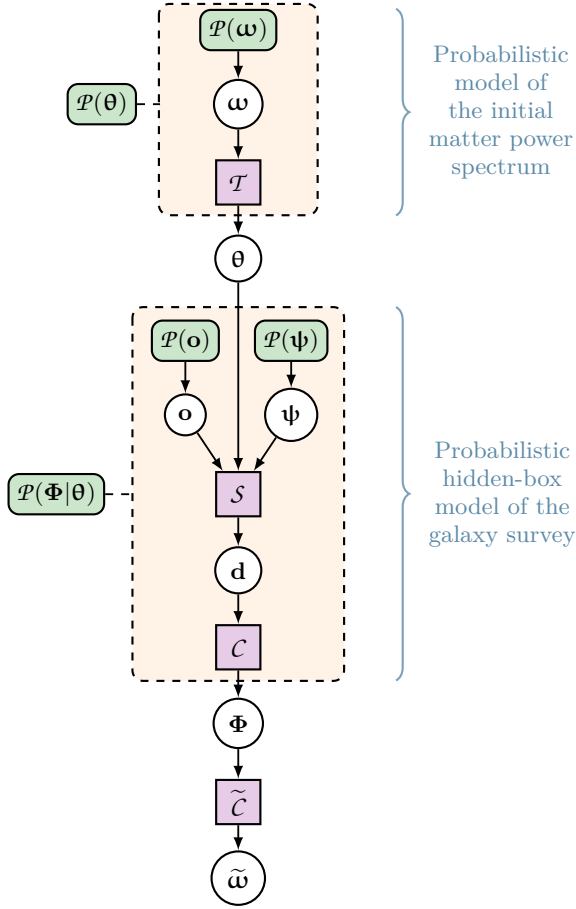 𝒫(ω)
Probabilistic
model of
the initial
matter power
spectrum
𝒫(θ)
ω
𝒯
θ
𝒫(o)
𝒫(ψ)
o
ψ
Probabilistic
hidden-box
model of the
galaxy survey
𝒫(Φ|θ)
𝒮
d
𝒞
Φ
𝒞̃
ω̃